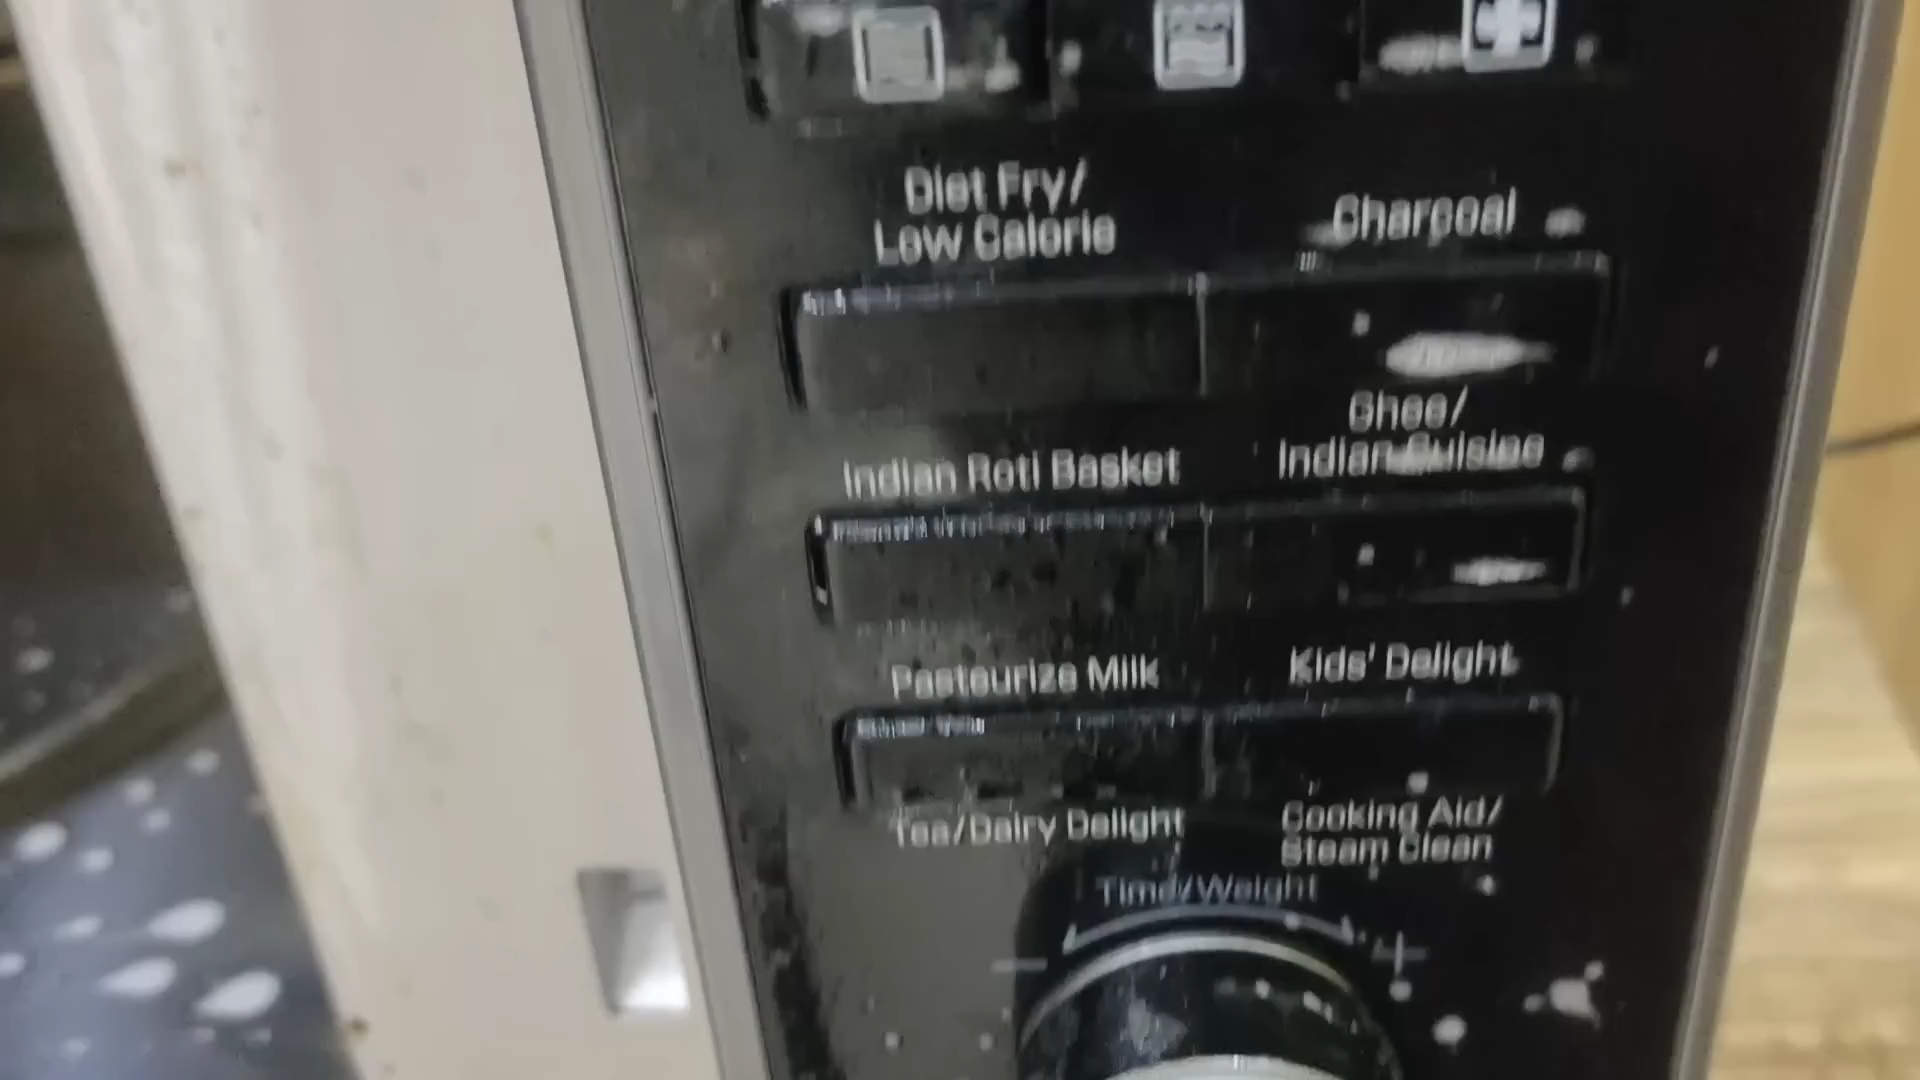 Diet Fry/
Low Calorie
Charcoal
Indian Roti Basket
Ghee/
Indian Cuisine
Pasteurize Milk
Kids' Delight
Tea/Dairy Delight
Cooking Aid/
Steam Clean
Time/Weight
- +